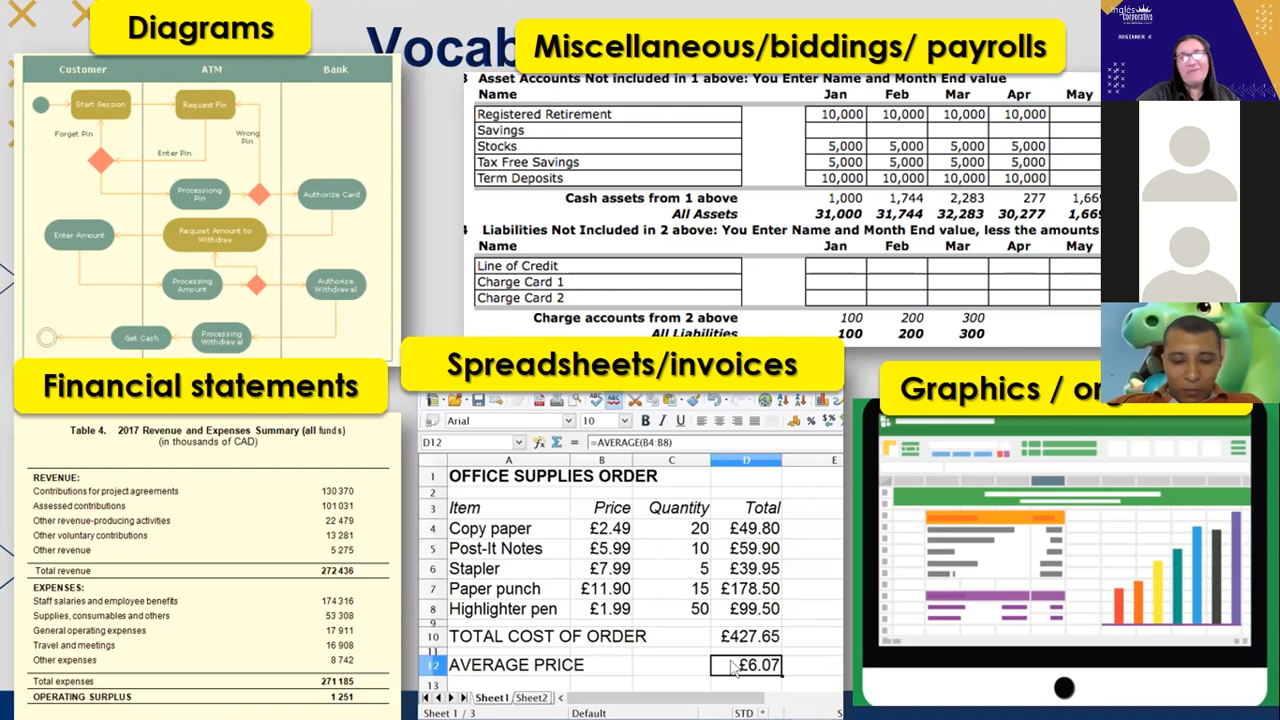 Diagrams
Vocab
Miscellaneous/biddings/ payrolls
Inglés
corporativo
BEGINNER 4
Customer ATM Bank
Start Session
Request Pin
Forget Pin
Wrong
Pin
Enter Pin
Processiong
Pin
Authorize Card
Enter Amount
Requset Amount to
Withdrav
Processing
Amount
Authorize
Withdrawal
Get Cash
Processing
Withdrowal
3 Asset Accounts Not included in 1 above: You Enter Name and Month End value
Name Jan Feb Mar Apr May
Registered Retirement 10,000 10,000 10,000 10,000
Savings
Stocks 5,000 5,000 5,000 5,000
Tax Free Savings 5,000 5,000 5,000 5,000
Term Deposits 10,000 10,000 10,000 10,000
Cash assets from 1 above 1,000 1,744 2,283 277 1,669
All Assets 31,000 31,744 32,283 30,277 1,669
4 Liabilities Not Included in 2 above: You Enter Name and Month End value, less the amounts
Name Jan Feb Mar Apr May
Line of Credit
Charge Card 1
Charge Card 2
Charge accounts from 2 above 100 200 300
All Liabilities 100 200 300
Financial statements
Table 4. 2017 Revenue and Expenses Summary (all funds)
(in thousands of CAD)
REVENUE:
Contributions for project agreements 130 370
Assessed contributions 101 031
Other revenue-producing activities 22 479
Other voluntary contributions 13 281
Other revenue 5 275
Total revenue 272 436
EXPENSES:
Staff salaries and employee benefits 174 316
Supplies, consumables and others 53 308
General operating expenses 17 911
Travel and meetings 16 908
Other expenses 8 742
Total expenses 271 185
OPERATING SURPLUS 1 251
Spreadsheets/invoices
Arial 10 B I U
D12 =AVERAGE(B4:B8)
A B C D E
1 OFFICE SUPPLIES ORDER
2
3 Item Price Quantity Total
4 Copy paper £2.49 20 £49.80
5 Post-It Notes £5.99 10 £59.90
6 Stapler £7.99 5 £39.95
7 Paper punch £11.90 15 £178.50
8 Highlighter pen £1.99 50 £99.50
9
10 TOTAL COST OF ORDER £427.65
11
12 AVERAGE PRICE £6.07
13
Sheet1 Sheet2
Sheet 1 / 3 Default STD *
Graphics /